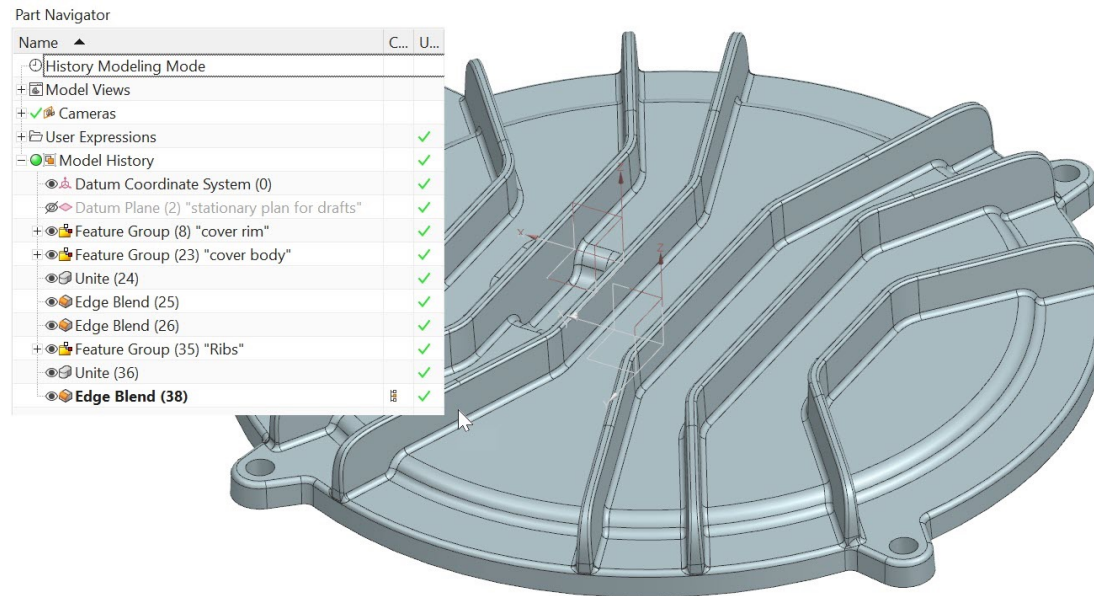 Part Navigator
Name C... U...
History Modeling Mode
Model Views
Cameras
User Expressions
Model History
Datum Coordinate System (0)
Datum Plane (2) "stationary plan for drafts"
Feature Group (8) "cover rim"
Feature Group (23) "cover body"
Unite (24)
Edge Blend (25)
Edge Blend (26)
Feature Group (35) "Ribs"
Unite (36)
Edge Blend (38)
X
Z